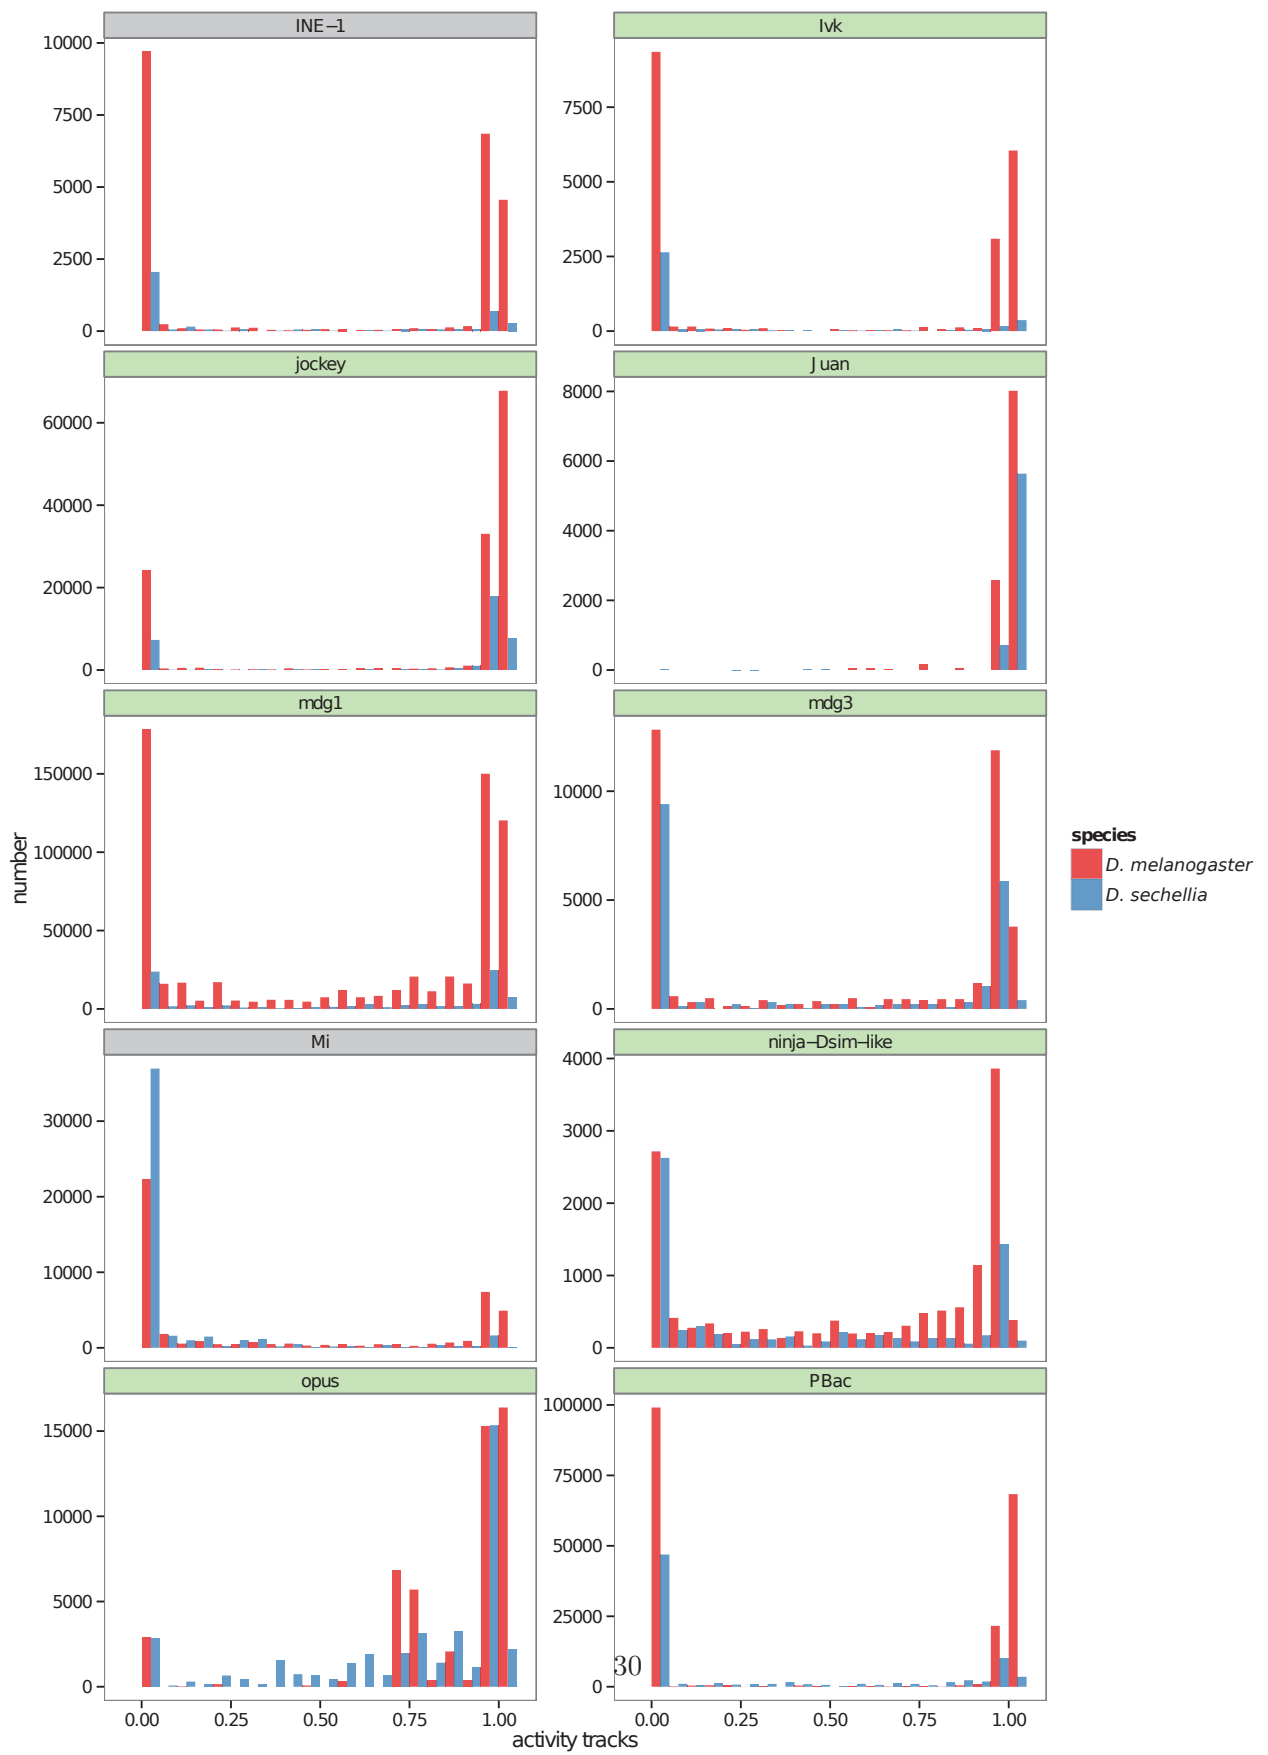 INE−1
Ivk
10000
7500
5000
2500
0
7500
5000
2500
0
jockey
Juan
60000
40000
20000
0
8000
6000
4000
2000
0
mdg1
mdg3
150000
100000
50000
0
10000
5000
0
number
species
D. melanogaster
D. sechellia
Mi
ninja−Dsim−like
30000
20000
10000
0
4000
3000
2000
1000
0
opus
PBac
15000
10000
5000
0
100000
75000
50000
25000
0
30
0.00 0.25 0.50 0.75 1.00
0.00 0.25 0.50 0.75 1.00
activity tracks